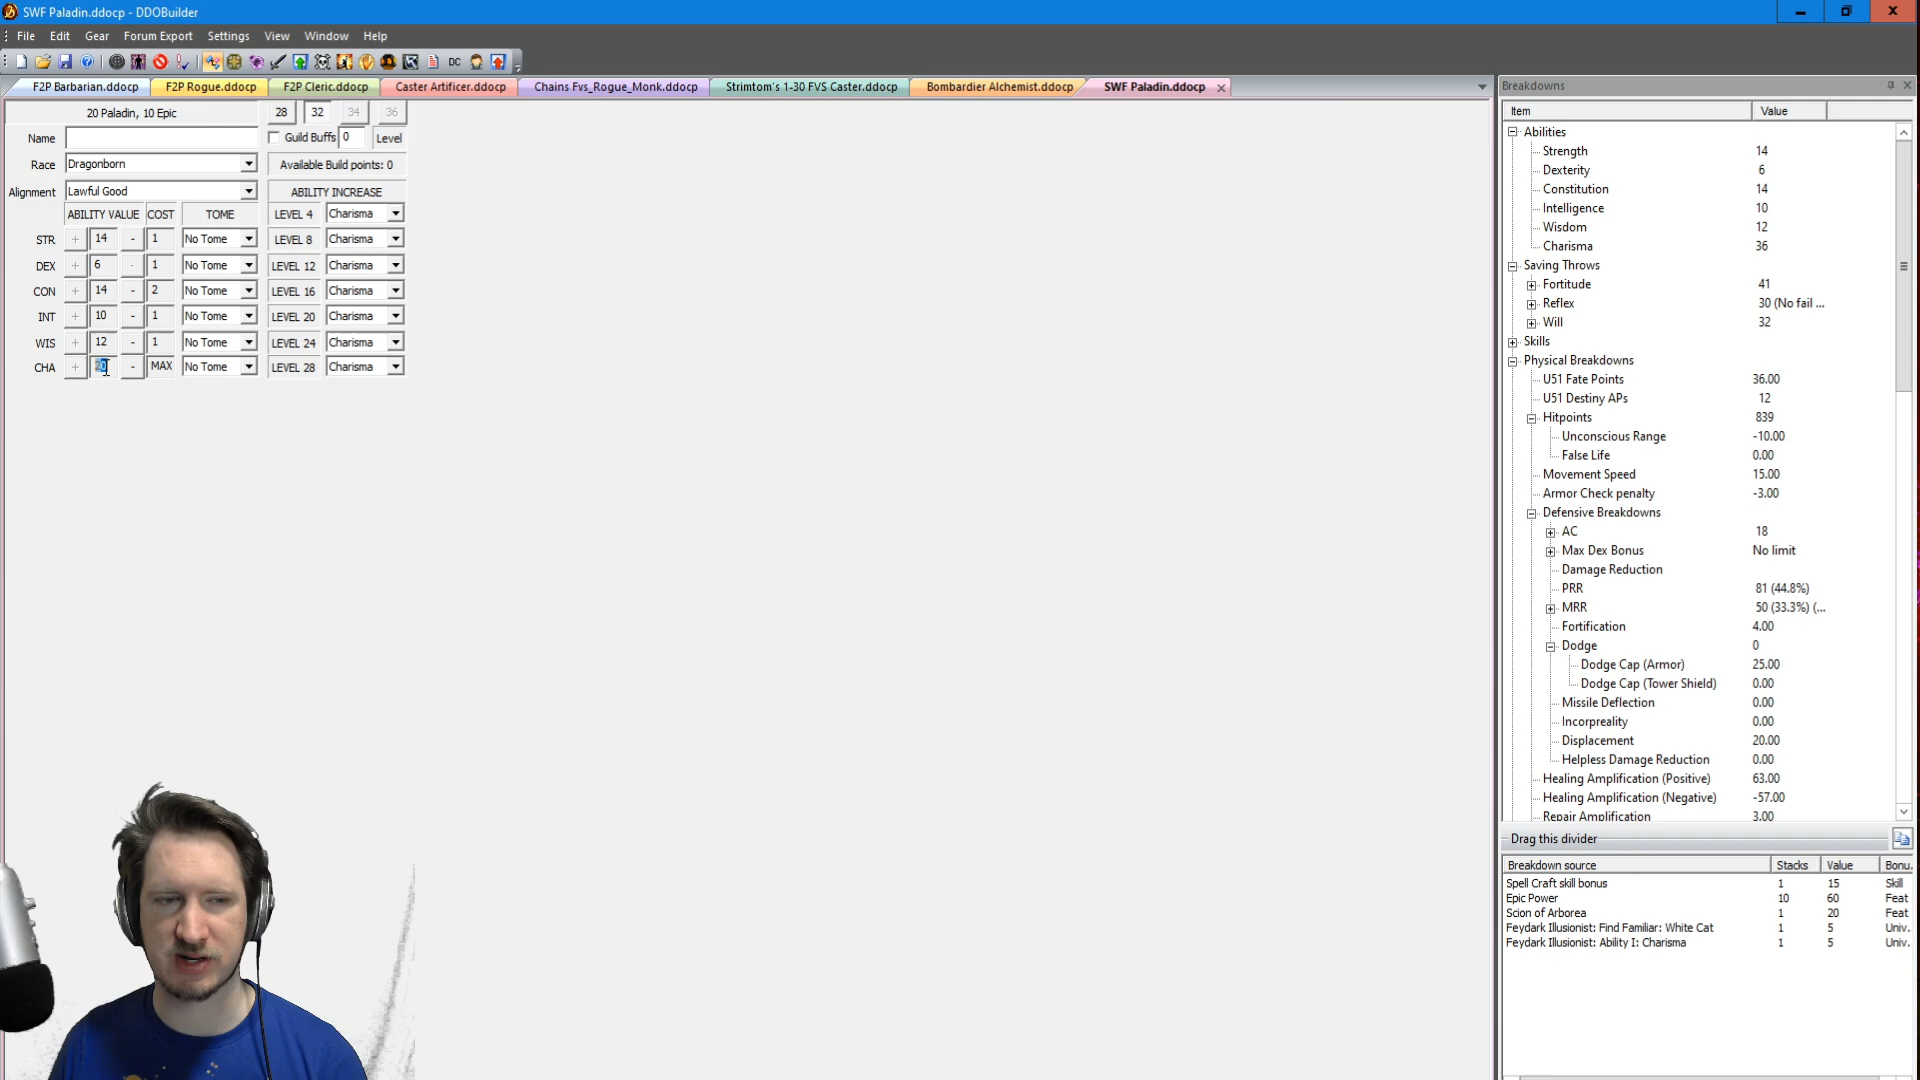 SWF Paladin.ddocp - DDOBuilder
File Edit Gear Forum Export Settings View Window Help
DC
F2P Barbarian.ddocp F2P Rogue.ddocp F2P Cleric.ddocp Caster Artificer.ddocp Chains Fvs_Rogue_Monk.ddocp Strimtom's 1-30 FVS Caster.ddocp Bombardier Alchemist.ddocp SWF Paladin.ddocp
20 Paladin, 10 Epic 28 32 34 36
Name Guild Buffs 0 Level
Race Dragonborn Available Build points: 0
Alignment Lawful Good ABILITY INCREASE
ABILITY VALUE COST TOME LEVEL 4 Charisma
STR + 14 - 1 No Tome LEVEL 8 Charisma
DEX + 6 - 1 No Tome LEVEL 12 Charisma
CON + 14 - 2 No Tome LEVEL 16 Charisma
INT + 10 - 1 No Tome LEVEL 20 Charisma
WIS + 12 - 1 No Tome LEVEL 24 Charisma
CHA + 20 - MAX No Tome LEVEL 28 Charisma
Breakdowns
Item Value
Abilities
Strength 14
Dexterity 6
Constitution 14
Intelligence 10
Wisdom 12
Charisma 36
Saving Throws
Fortitude 41
Reflex 30 (No fail ...
Will 32
Skills
Physical Breakdowns
U51 Fate Points 36.00
U51 Destiny APs 12
Hitpoints 839
Unconscious Range -10.00
False Life 0.00
Movement Speed 15.00
Armor Check penalty -3.00
Defensive Breakdowns
AC 18
Max Dex Bonus No limit
Damage Reduction
PRR 81 (44.8%)
MRR 50 (33.3%) (...
Fortification 4.00
Dodge 0
Dodge Cap (Armor) 25.00
Dodge Cap (Tower Shield) 0.00
Missile Deflection 0.00
Incorpreality 0.00
Displacement 20.00
Helpless Damage Reduction 0.00
Healing Amplification (Positive) 63.00
Healing Amplification (Negative) -57.00
Repair Amplification 3.00
Drag this divider
Breakdown source Stacks Value Bonu.
Spell Craft skill bonus 1 15 Skill
Epic Power 10 60 Feat
Scion of Arborea 1 20 Feat
Feydark Illusionist: Find Familiar: White Cat 1 5 Univ.
Feydark Illusionist: Ability I: Charisma 1 5 Univ.